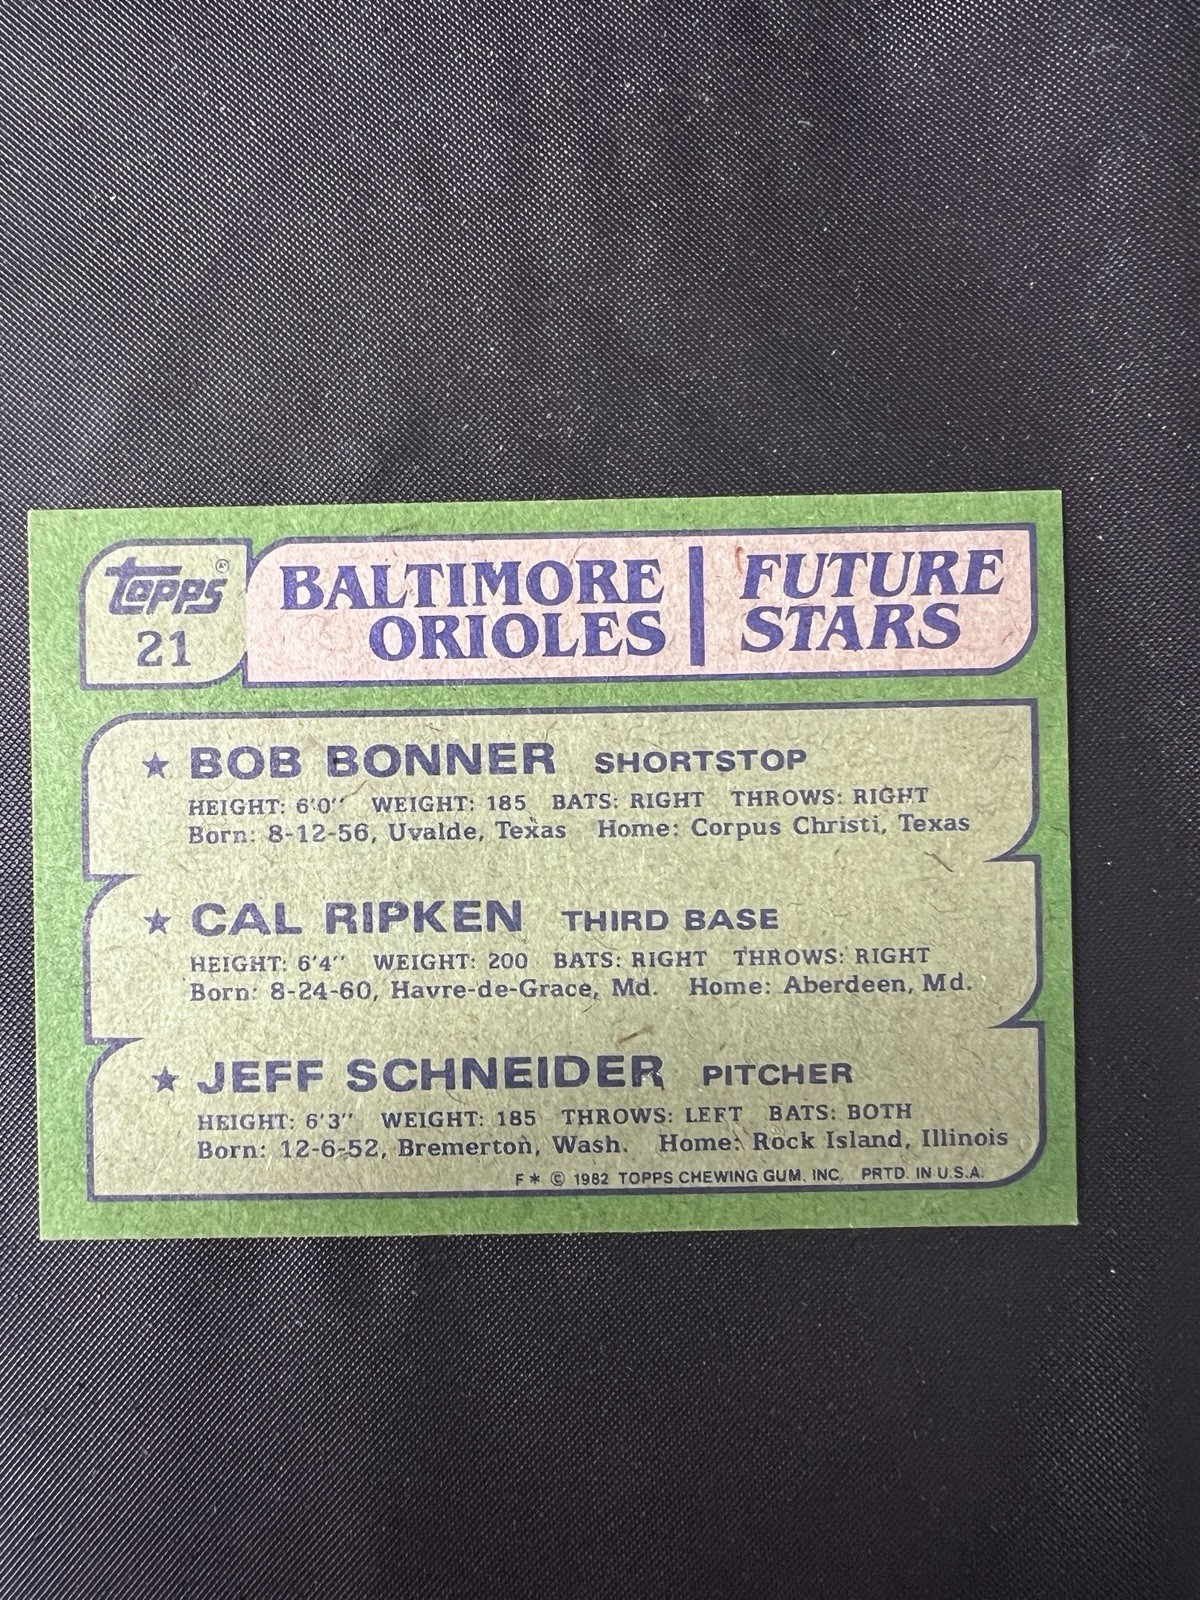 topps®
21
BALTIMORE ORIOLES
FUTURE STARS
★ BOB BONNER SHORTSTOP
HEIGHT: 6'0" WEIGHT: 185 BATS: RIGHT THROWS: RIGHT
Born: 8-12-56, Uvalde, Texas Home: Corpus Christi, Texas
★ CAL RIPKEN THIRD BASE
HEIGHT: 6'4" WEIGHT: 200 BATS: RIGHT THROWS: RIGHT
Born: 8-24-60, Havre-de-Grace, Md. Home: Aberdeen, Md.
★ JEFF SCHNEIDER PITCHER
HEIGHT: 6'3" WEIGHT: 185 THROWS: LEFT BATS: BOTH
Born: 12-6-52, Bremerton, Wash. Home: Rock Island, Illinois
F* © 1982 TOPPS CHEWING GUM, INC. PRTD. IN U.S.A.